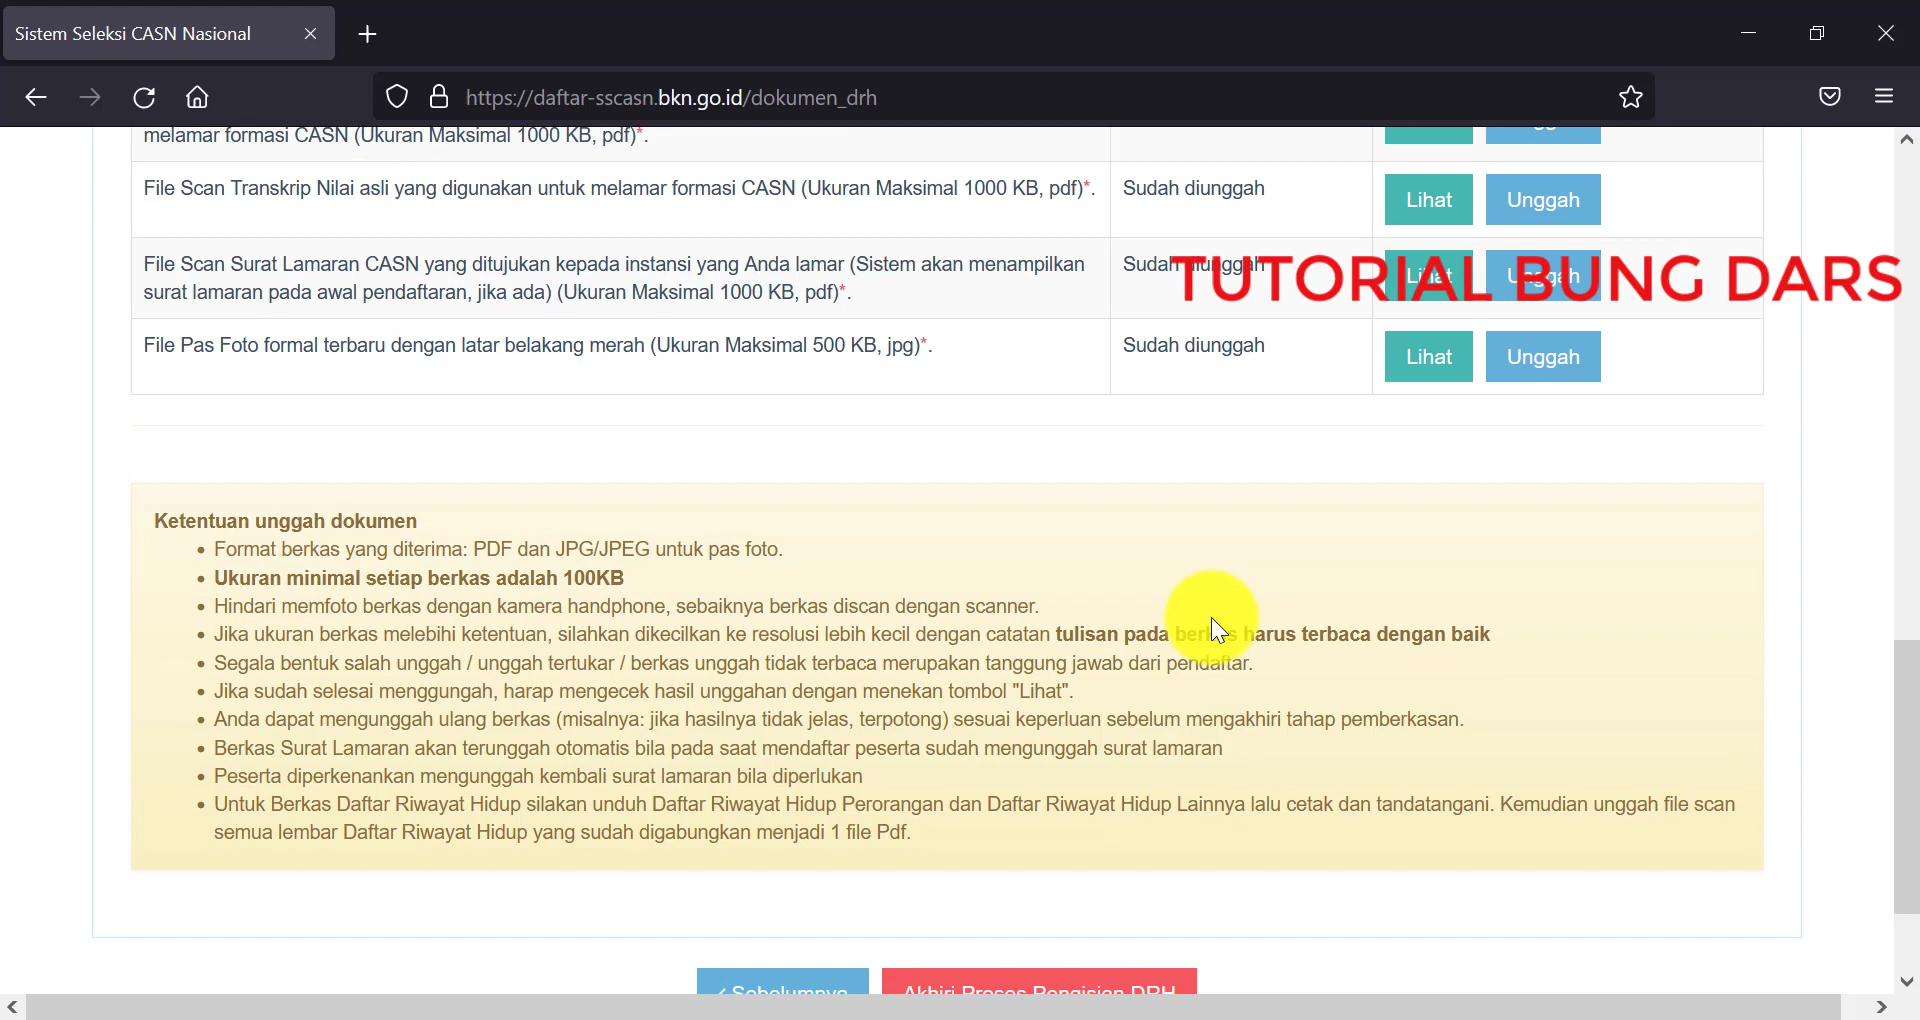 Sistem Seleksi CASN Nasional
https://daftar-sscasn.bkn.go.id/dokumen_drh
melamar formasi CASN (Ukuran Maksimal 1000 KB, pdf)*.
File Scan Transkrip Nilai asli yang digunakan untuk melamar formasi CASN (Ukuran Maksimal 1000 KB, pdf)*. Sudah diunggah Lihat Unggah
File Scan Surat Lamaran CASN yang ditujukan kepada instansi yang Anda lamar (Sistem akan menampilkan Sudah diunggah Lihat Unggah
TUTORIAL BUNG DARS
surat lamaran pada awal pendaftaran, jika ada) (Ukuran Maksimal 1000 KB, pdf)*.
File Pas Foto formal terbaru dengan latar belakang merah (Ukuran Maksimal 500 KB, jpg)*. Sudah diunggah Lihat Unggah
Ketentuan unggah dokumen
• Format berkas yang diterima: PDF dan JPG/JPEG untuk pas foto.
• Ukuran minimal setiap berkas adalah 100KB
• Hindari memfoto berkas dengan kamera handphone, sebaiknya berkas discan dengan scanner.
• Jika ukuran berkas melebihi ketentuan, silahkan dikecilkan ke resolusi lebih kecil dengan catatan tulisan pada berkas harus terbaca dengan baik
• Segala bentuk salah unggah / unggah tertukar / berkas unggah tidak terbaca merupakan tanggung jawab dari pendaftar.
• Jika sudah selesai menggungah, harap mengecek hasil unggahan dengan menekan tombol "Lihat".
• Anda dapat mengunggah ulang berkas (misalnya: jika hasilnya tidak jelas, terpotong) sesuai keperluan sebelum mengakhiri tahap pemberkasan.
• Berkas Surat Lamaran akan terunggah otomatis bila pada saat mendaftar peserta sudah mengunggah surat lamaran
• Peserta diperkenankan mengunggah kembali surat lamaran bila diperlukan
• Untuk Berkas Daftar Riwayat Hidup silakan unduh Daftar Riwayat Hidup Perorangan dan Daftar Riwayat Hidup Lainnya lalu cetak dan tandatangani. Kemudian unggah file scan
semua lembar Daftar Riwayat Hidup yang sudah digabungkan menjadi 1 file Pdf.
‹ Sebelumnya Akhiri Proses Pengisian DRH